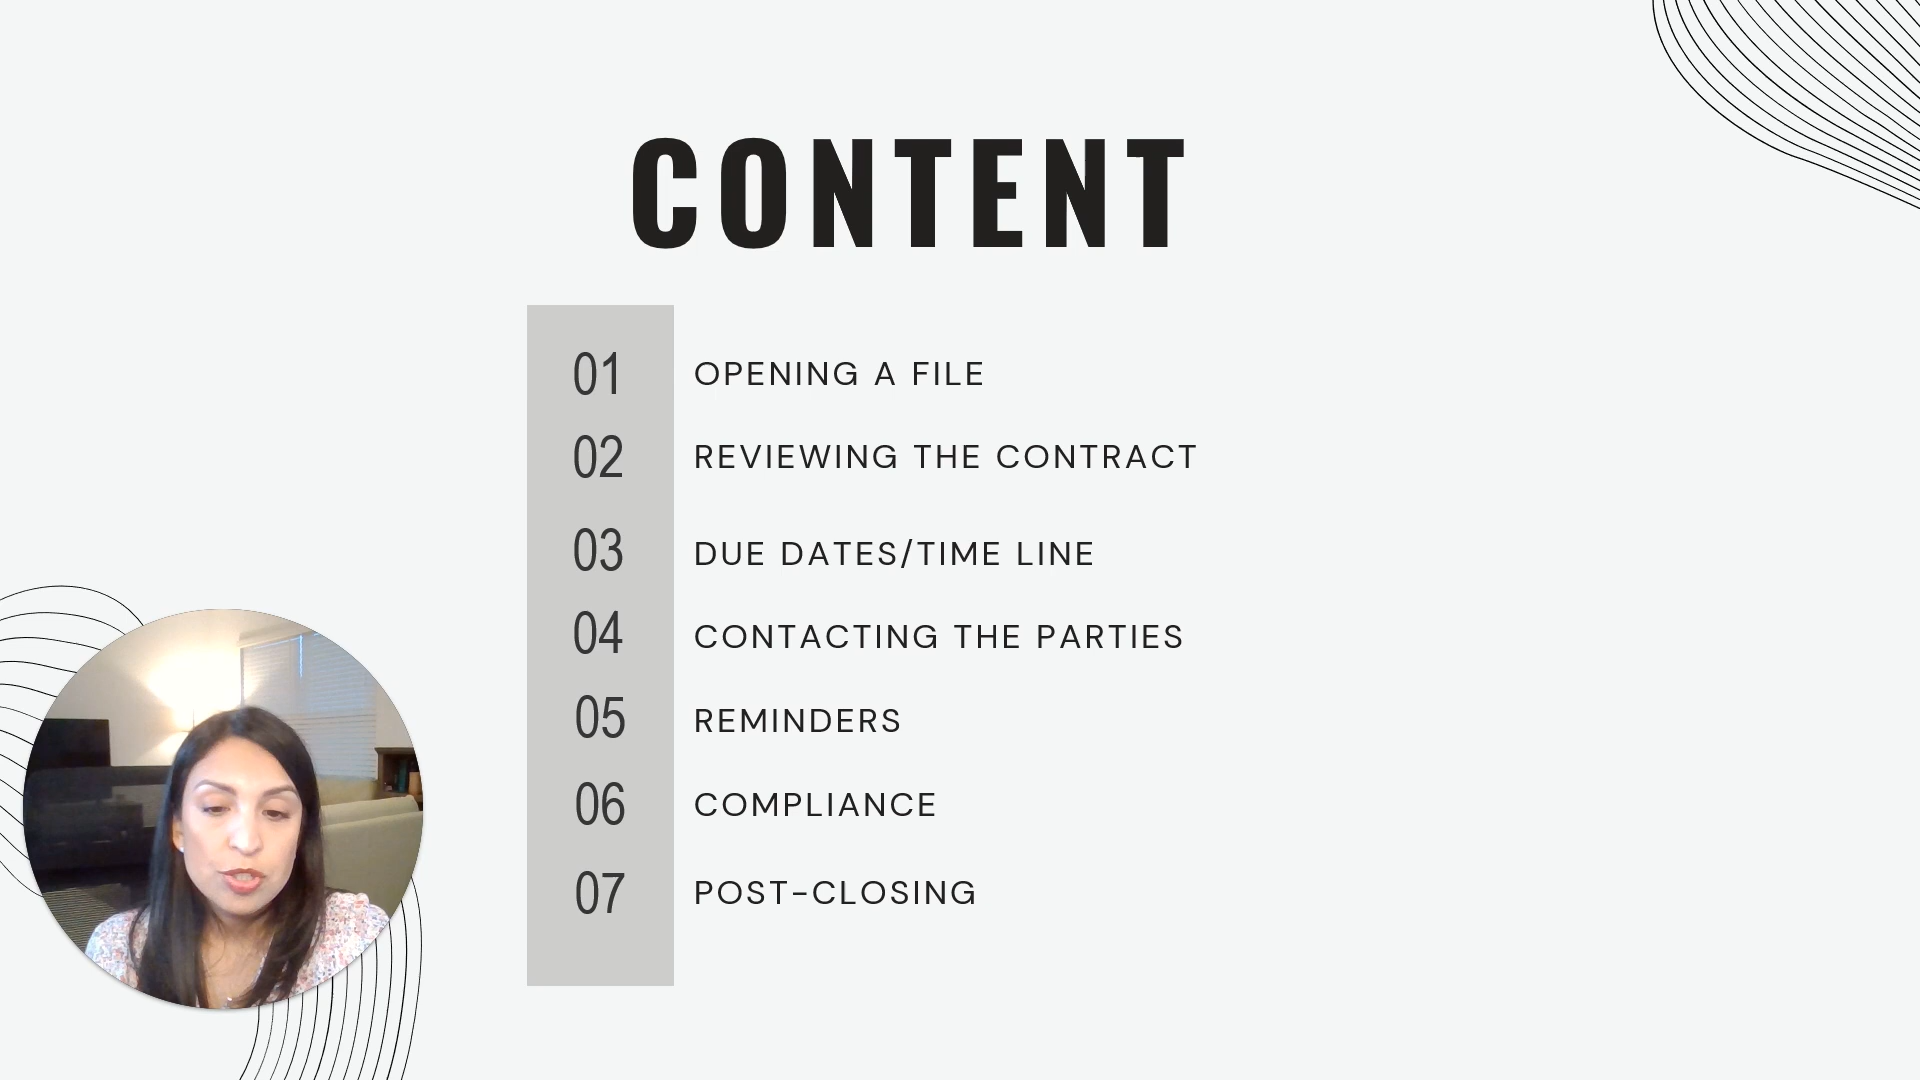 CONTENT
01 OPENING A FILE
02 REVIEWING THE CONTRACT
03 DUE DATES/TIME LINE
04 CONTACTING THE PARTIES
05 REMINDERS
06 COMPLIANCE
07 POST-CLOSING